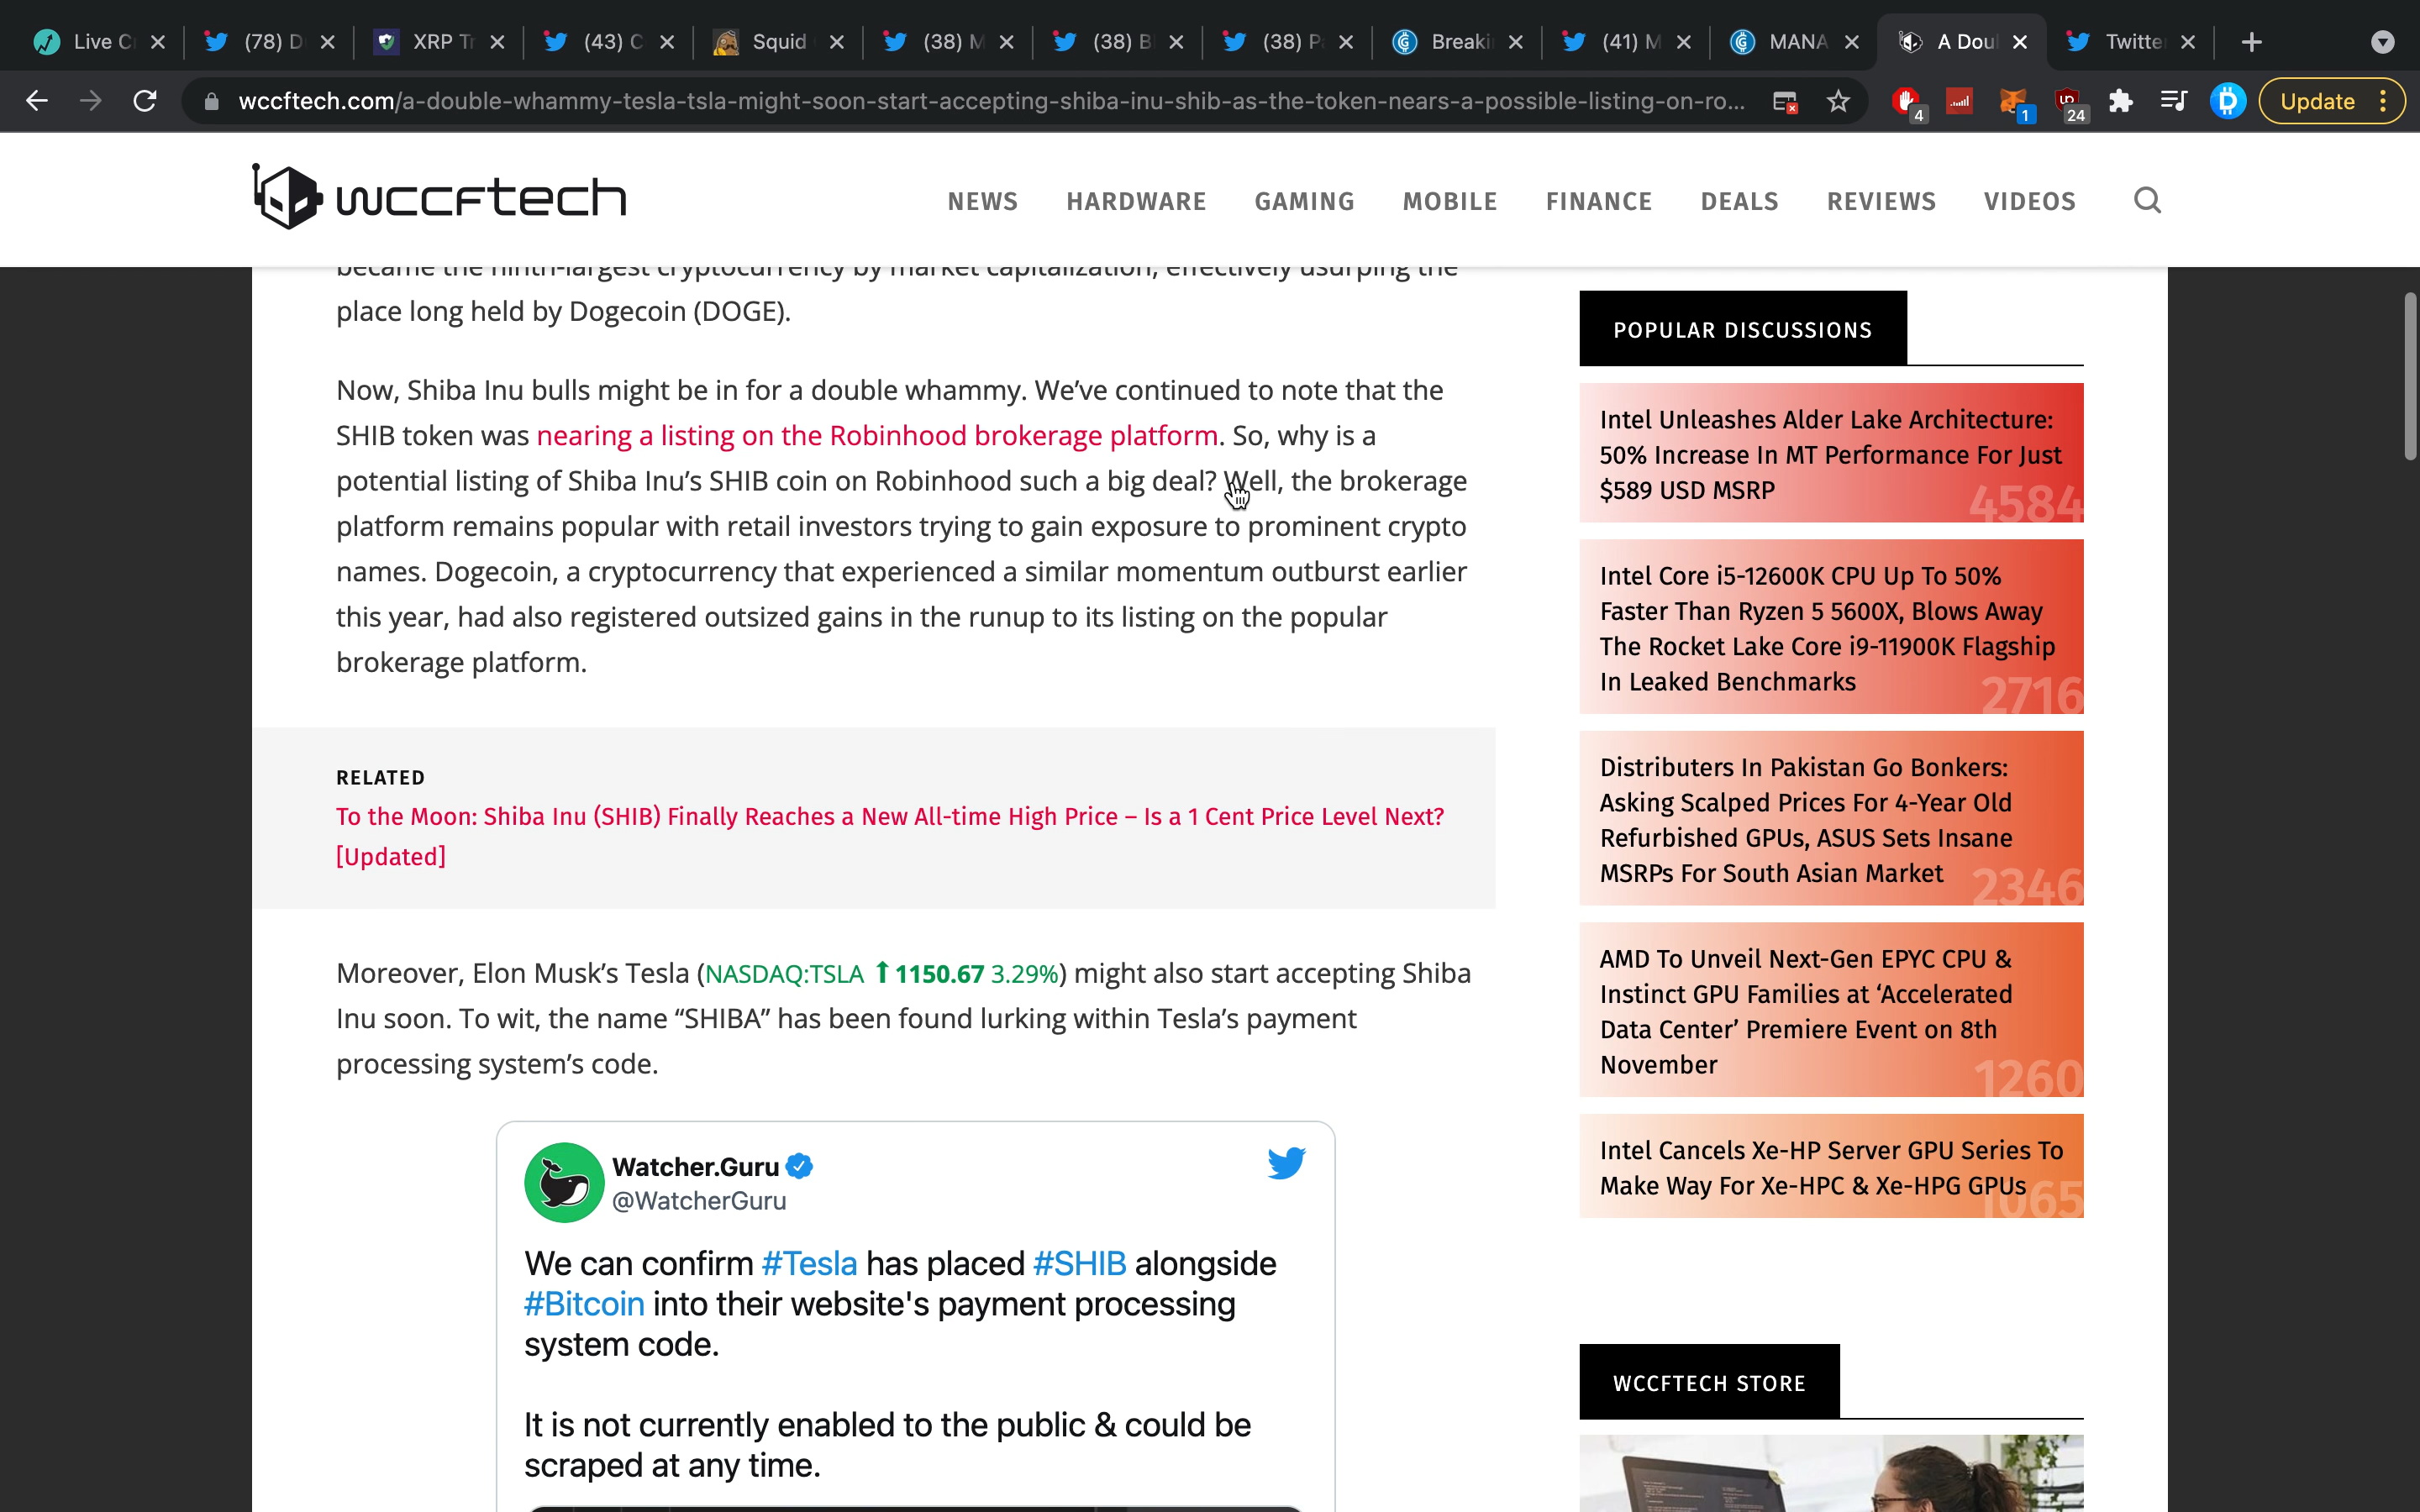 Live C
(78) D
XRP Tr
(43) C
Squid
(38) M
(38) B
(38) P
Breaki
(41) M
MANA
A Dou
Twitte
wccftech.com/a-double-whammy-tesla-tsla-might-soon-start-accepting-shiba-inu-shib-as-the-token-nears-a-possible-listing-on-ro...
4
1
24
Update
wccftech
NEWS
HARDWARE
GAMING
MOBILE
FINANCE
DEALS
REVIEWS
VIDEOS
became the ninth-largest cryptocurrency by market capitalization, effectively usurping the
place long held by Dogecoin (DOGE).
Now, Shiba Inu bulls might be in for a double whammy. We’ve continued to note that the
SHIB token was nearing a listing on the Robinhood brokerage platform. So, why is a
potential listing of Shiba Inu’s SHIB coin on Robinhood such a big deal? Well, the brokerage
platform remains popular with retail investors trying to gain exposure to prominent crypto
names. Dogecoin, a cryptocurrency that experienced a similar momentum outburst earlier
this year, had also registered outsized gains in the runup to its listing on the popular
brokerage platform.
RELATED
To the Moon: Shiba Inu (SHIB) Finally Reaches a New All-time High Price – Is a 1 Cent Price Level Next?
[Updated]
Moreover, Elon Musk’s Tesla (NASDAQ:TSLA ↑1150.67 3.29%) might also start accepting Shiba
Inu soon. To wit, the name “SHIBA” has been found lurking within Tesla’s payment
processing system’s code.
Watcher.Guru
@WatcherGuru
We can confirm #Tesla has placed #SHIB alongside
#Bitcoin into their website's payment processing
system code.
It is not currently enabled to the public & could be
scraped at any time.
POPULAR DISCUSSIONS
Intel Unleashes Alder Lake Architecture:
50% Increase In MT Performance For Just
$589 USD MSRP
4584
Intel Core i5-12600K CPU Up To 50%
Faster Than Ryzen 5 5600X, Blows Away
The Rocket Lake Core i9-11900K Flagship
In Leaked Benchmarks
2716
Distributers In Pakistan Go Bonkers:
Asking Scalped Prices For 4-Year Old
Refurbished GPUs, ASUS Sets Insane
MSRPs For South Asian Market
2346
AMD To Unveil Next-Gen EPYC CPU &
Instinct GPU Families at ‘Accelerated
Data Center’ Premiere Event on 8th
November
1260
Intel Cancels Xe-HP Server GPU Series To
Make Way For Xe-HPC & Xe-HPG GPUs
1065
WCCFTECH STORE